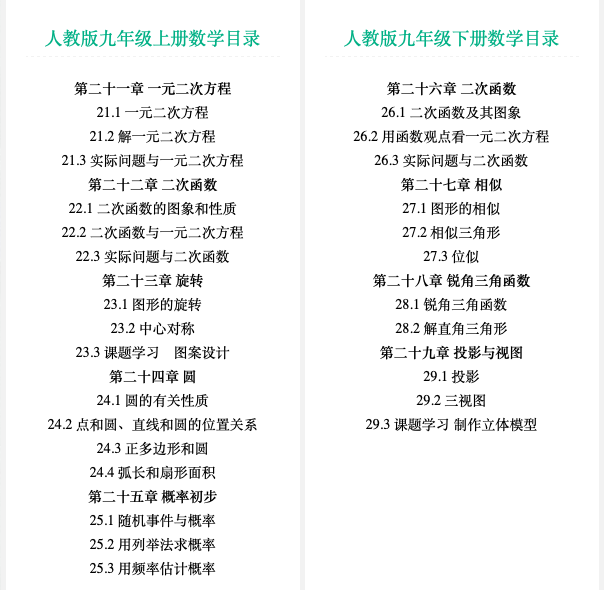 人教版九年级上册数学目录
第二十一章 一元二次方程
21.1 一元二次方程
21.2 解一元二次方程
21.3 实际问题与一元二次方程
第二十二章 二次函数
22.1 二次函数的图象和性质
22.2 二次函数与一元二次方程
22.3 实际问题与二次函数
第二十三章 旋转
23.1 图形的旋转
23.2 中心对称
23.3 课题学习　图案设计
第二十四章 圆
24.1 圆的有关性质
24.2 点和圆、直线和圆的位置关系
24.3 正多边形和圆
24.4 弧长和扇形面积
第二十五章 概率初步
25.1 随机事件与概率
25.2 用列举法求概率
25.3 用频率估计概率
人教版九年级下册数学目录
第二十六章 二次函数
26.1 二次函数及其图象
26.2 用函数观点看一元二次方程
26.3 实际问题与二次函数
第二十七章 相似
27.1 图形的相似
27.2 相似三角形
27.3 位似
第二十八章 锐角三角函数
28.1 锐角三角函数
28.2 解直角三角形
第二十九章 投影与视图
29.1 投影
29.2 三视图
29.3 课题学习 制作立体模型